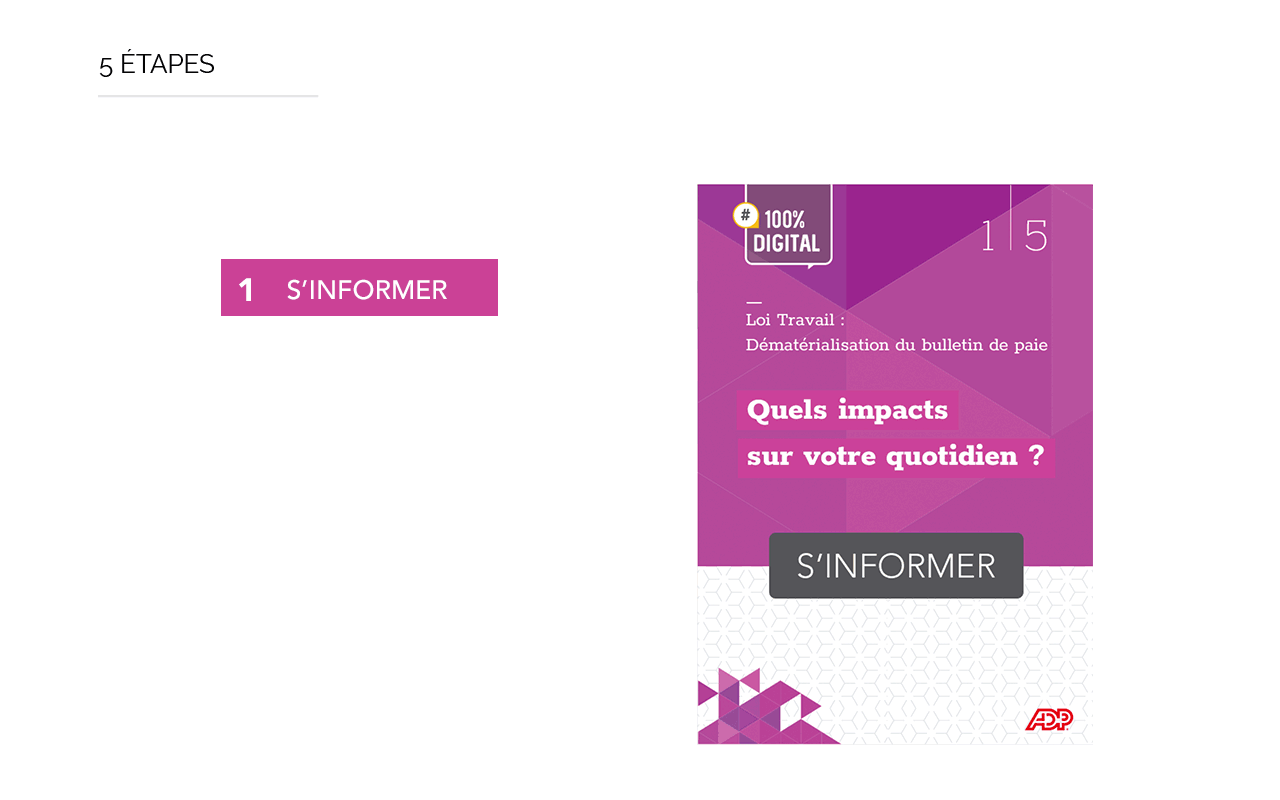 5 ÉTAPES
1 S’INFORMER
# 100%
DIGITAL
1 5
Loi Travail :
Dématérialisation du bulletin de paie
Quels impacts
sur votre quotidien ?
S’INFORMER
ADP